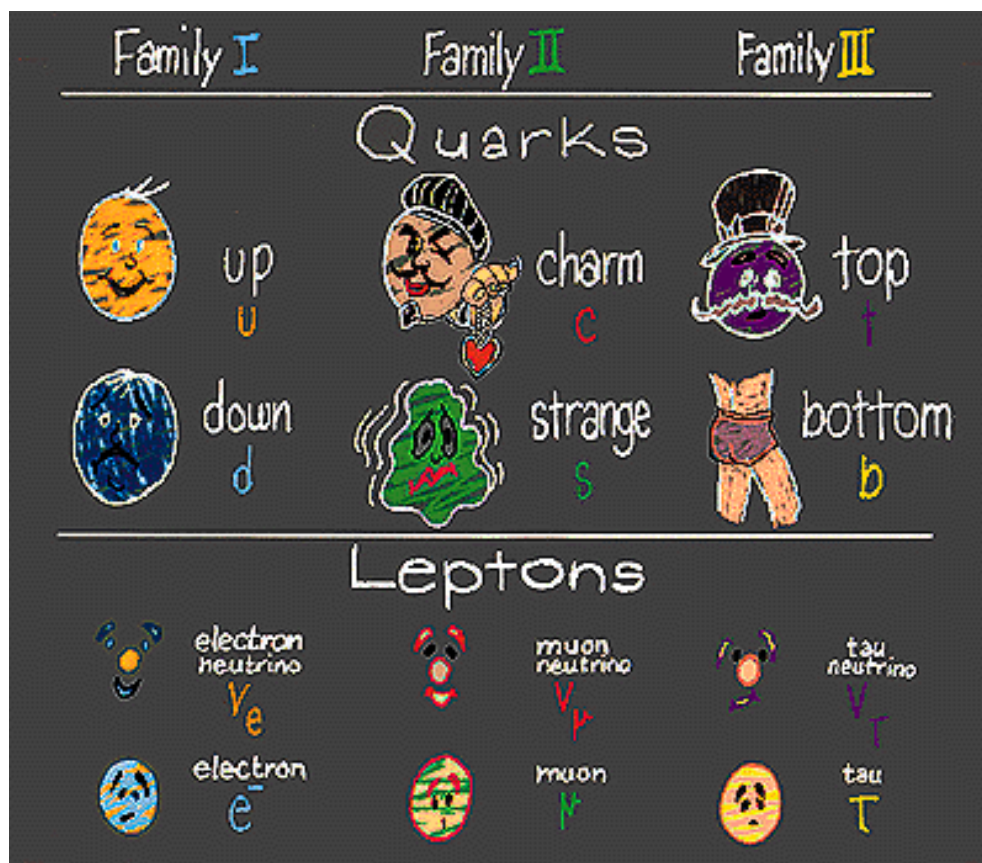 Family I Family II Family III
Quarks
up charm top
u c t
down strange bottom
d s b
Leptons
electron muon tau
neutrino neutrino neutrino
νe νμ ντ
electron muon tau
e⁻ μ τ